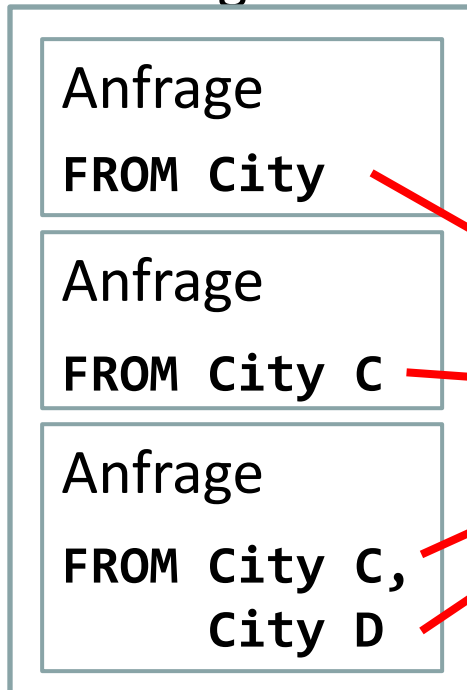 Anfrage
FROM City
Anfrage
FROM City C
Anfrage
FROM City C,
City D